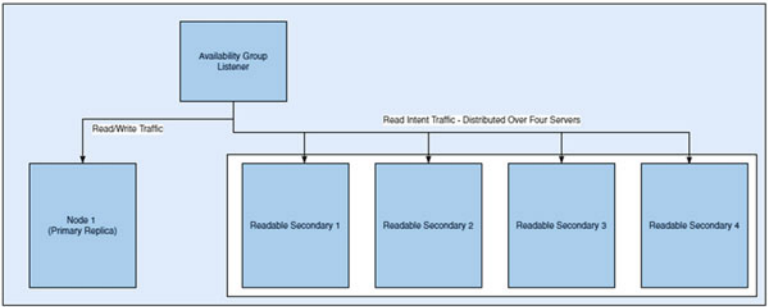 Availability Group
Listener
Read/Write Traffic
Read Intent Traffic - Distributed Over Four Servers
Node 1
(Primary Replica)
Readable Secondary 1
Readable Secondary 2
Readable Secondary 3
Readable Secondary 4